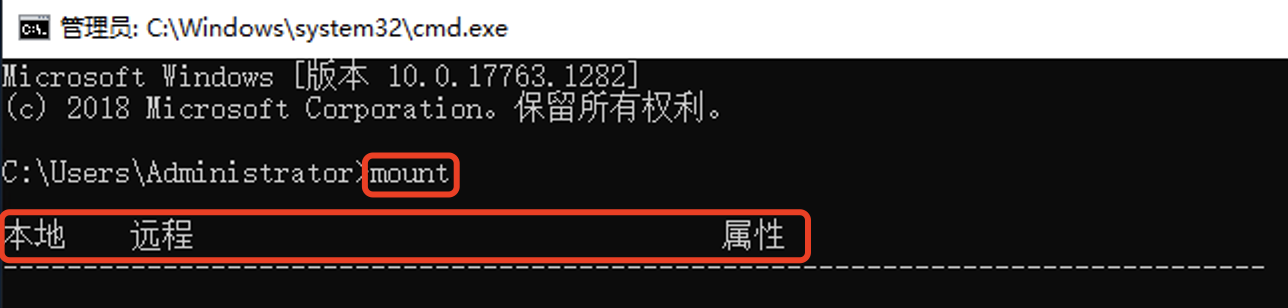 管理员: C:\Windows\system32\cmd.exe
Microsoft Windows [版本 10.0.17763.1282]
(c) 2018 Microsoft Corporation。保留所有权利。
C:\Users\Administrator>mount
本地 远程 属性
-------------------------------------------------------------------------------